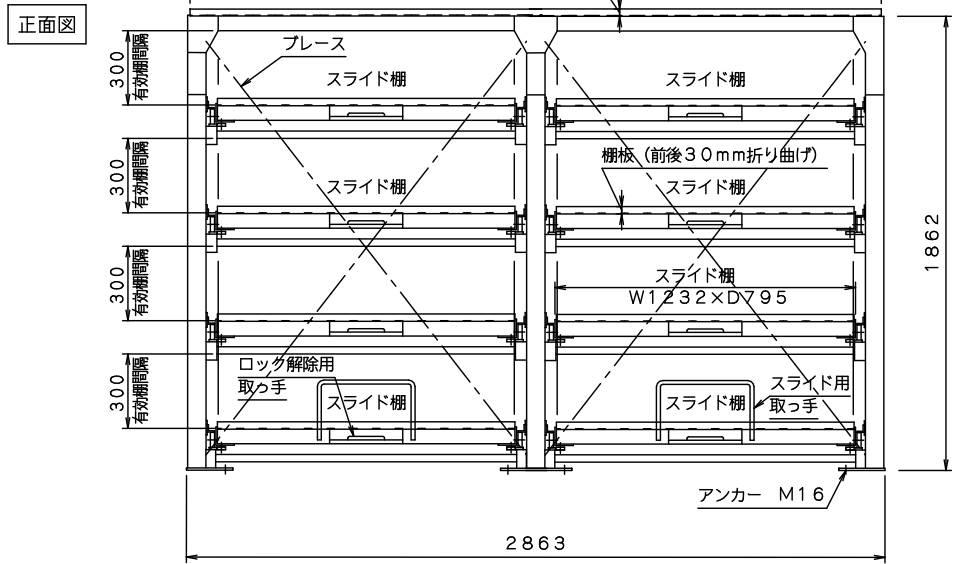 正面図
ブレース
300
有効棚間隔
スライド棚
スライド棚
棚板（前後30mm折り曲げ）
300
有効棚間隔
スライド棚
スライド棚
1862
300
有効棚間隔
スライド棚
W1232×D795
ロック解除用
取っ手
300
有効棚間隔
スライド棚
スライド棚
スライド用
取っ手
アンカー M16
2863